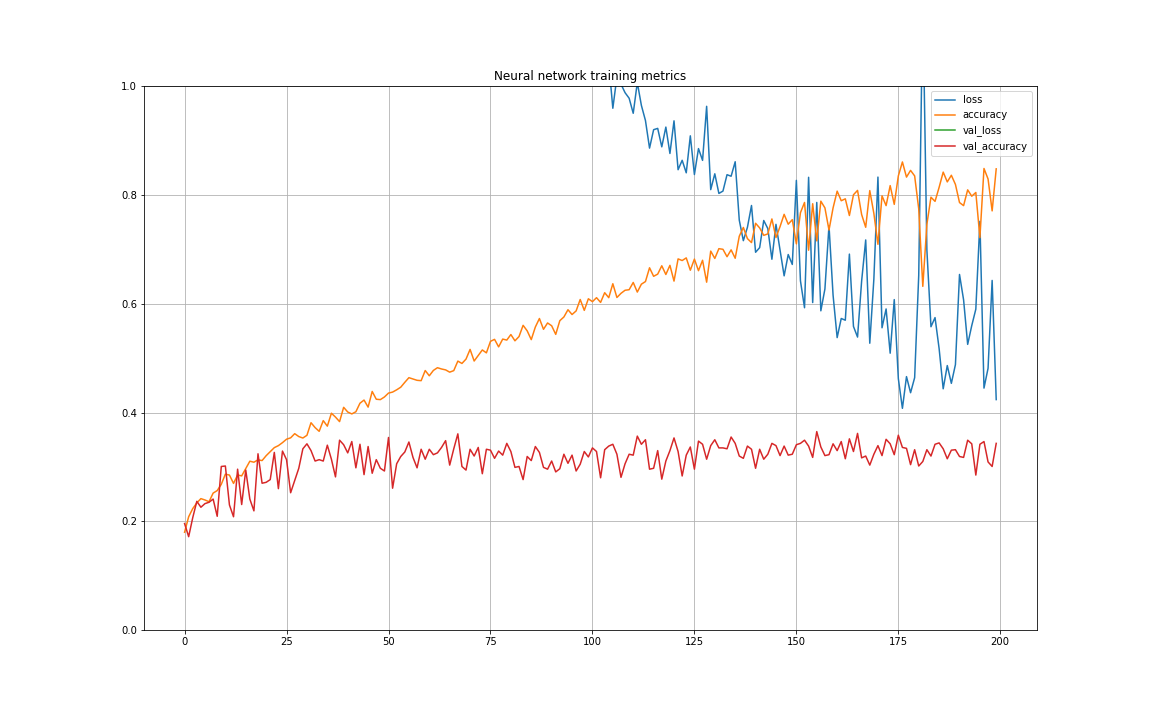 Neural network training metrics
1.0
loss
accuracy
val_loss
val_accuracy
0.8
0.6
0.4
0.2
0.0
0 25 50 75 100 125 150 175 200